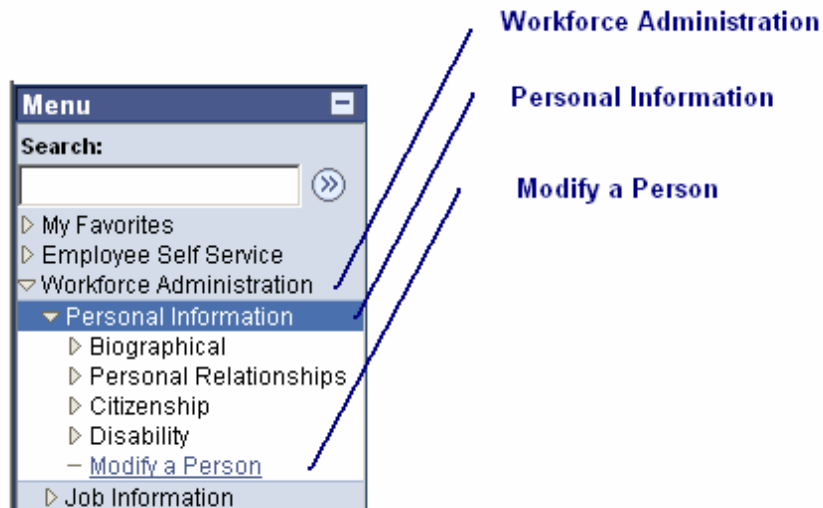 Workforce Administration
Personal Information
Modify a Person
Menu
Search:
My Favorites
Employee Self Service
Workforce Administration
Personal Information
Biographical
Personal Relationships
Citizenship
Disability
Modify a Person
Job Information